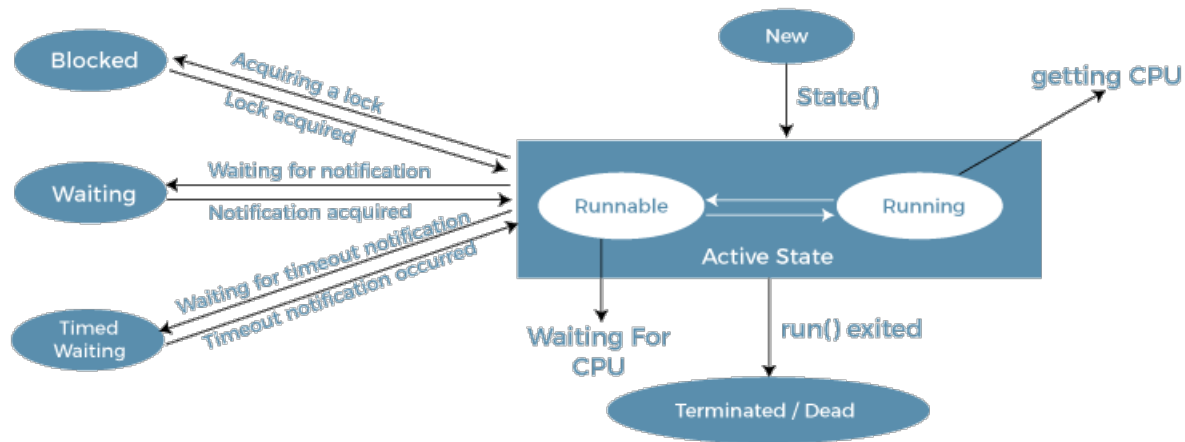 New
Blocked
Acquiring a lock
Lock acquired
State()
getting CPU
Waiting
Waiting for notification
Notification acquired
Runnable
Running
Active State
Waiting for timeout notification
Timeout notification occurred
Timed
Waiting
Waiting For
CPU
run() exited
Terminated / Dead